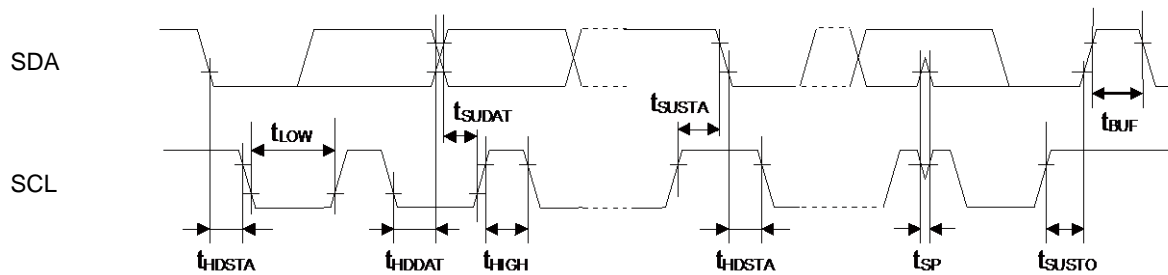 SDA
tSUDAT
tSUSTA
tLOW
tBUF
SCL
tHDSTA
tHDDAT
tHIGH
tHDSTA
tSP
tSUSTO